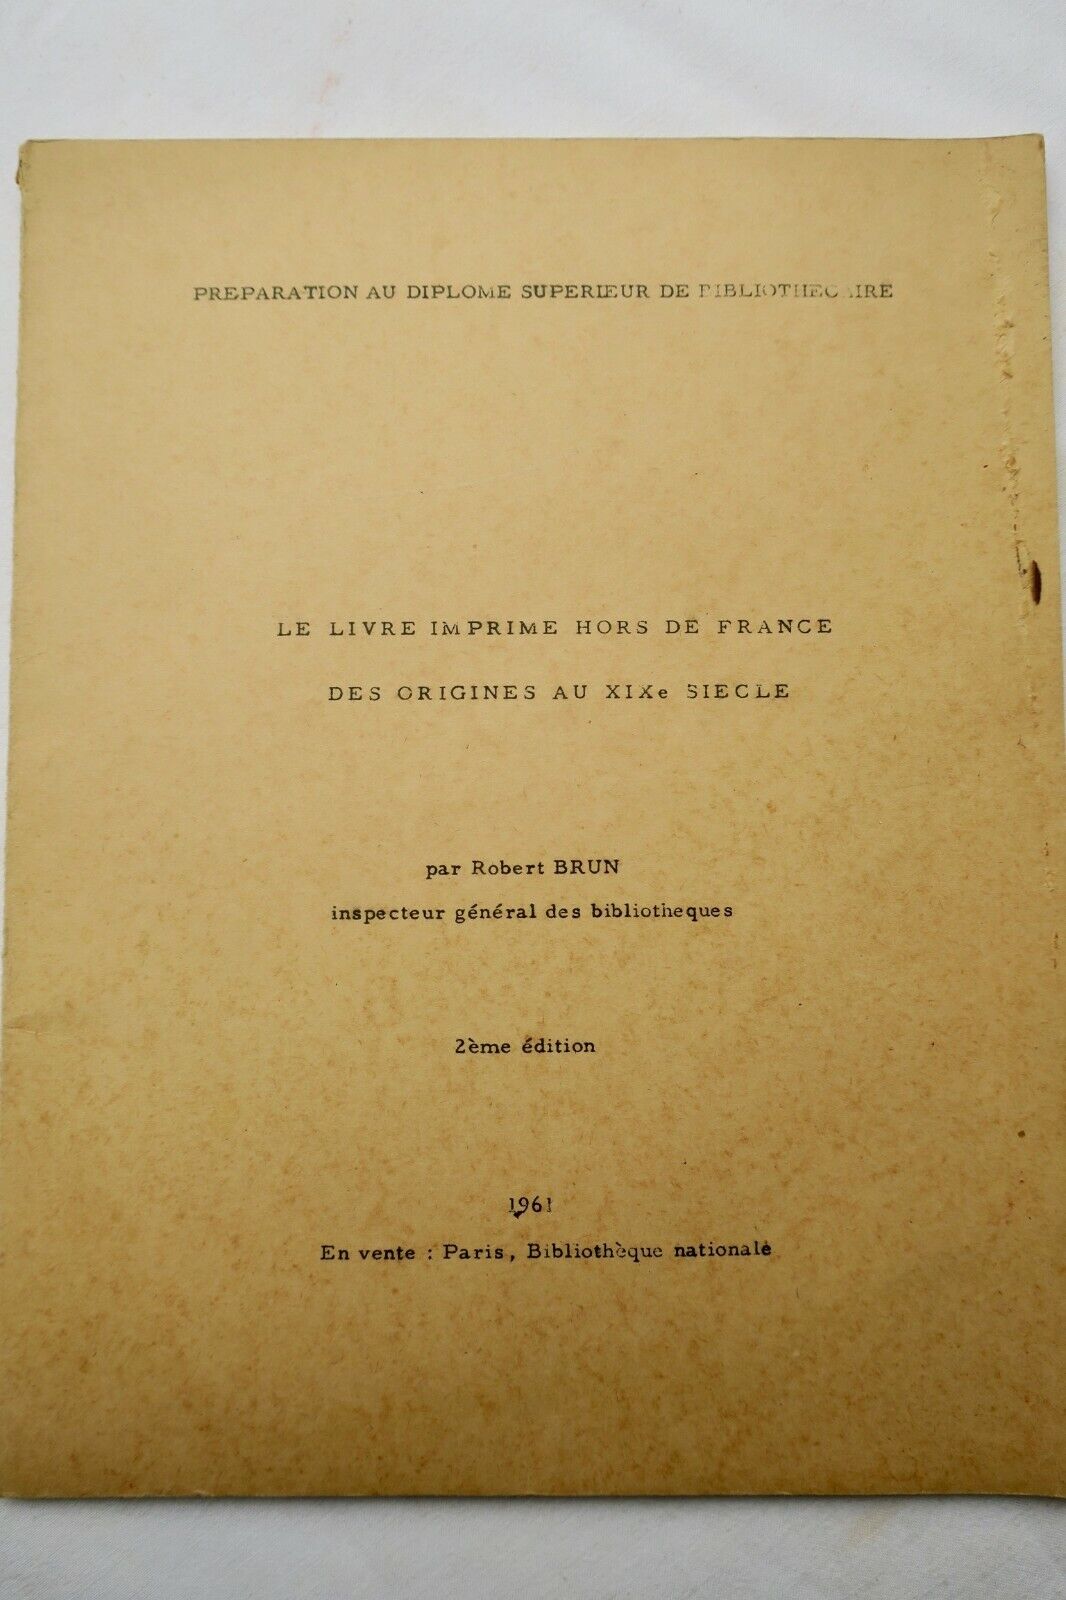 PREPARATION AU DIPLOME SUPERIEUR DE BIBLIOTHECAIRE
LE LIVRE IMPRIME HORS DE FRANCE
DES ORIGINES AU XIXe SIECLE
par Robert BRUN
inspecteur général des bibliotheques
2ème édition
1961
En vente : Paris, Bibliothèque nationale